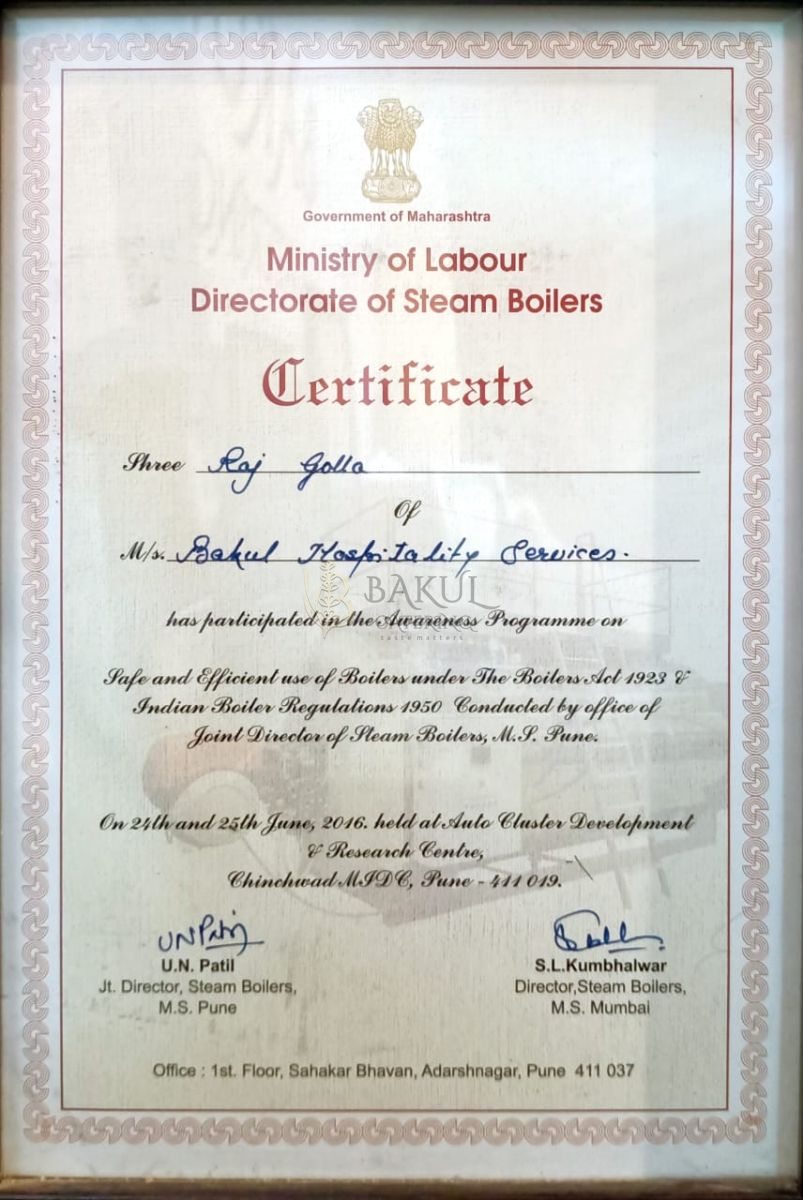 Government of Maharashtra
Ministry of Labour
Directorate of Steam Boilers
Certificate
Shree Raj Golla
Of
M/s. Bakul Hospitality Services.
BAKUL
CATERING
taste matters
has participated in the Awareness Programme on
Safe and Efficient use of Boilers under The Boilers Act 1923 &
Indian Boiler Regulations 1950 Conducted by office of
Joint Director of Steam Boilers, M.S. Pune.
On 24th and 25th June, 2016. held at Auto Cluster Development
& Research Centre,
Chinchwad MIDC, Pune - 411 019.
UNPatil
U.N. Patil
Jt. Director, Steam Boilers,
M.S. Pune
S.L.Kumbhalwar
Director,Steam Boilers,
M.S. Mumbai
Office : 1st. Floor, Sahakar Bhavan, Adarshnagar, Pune 411 037